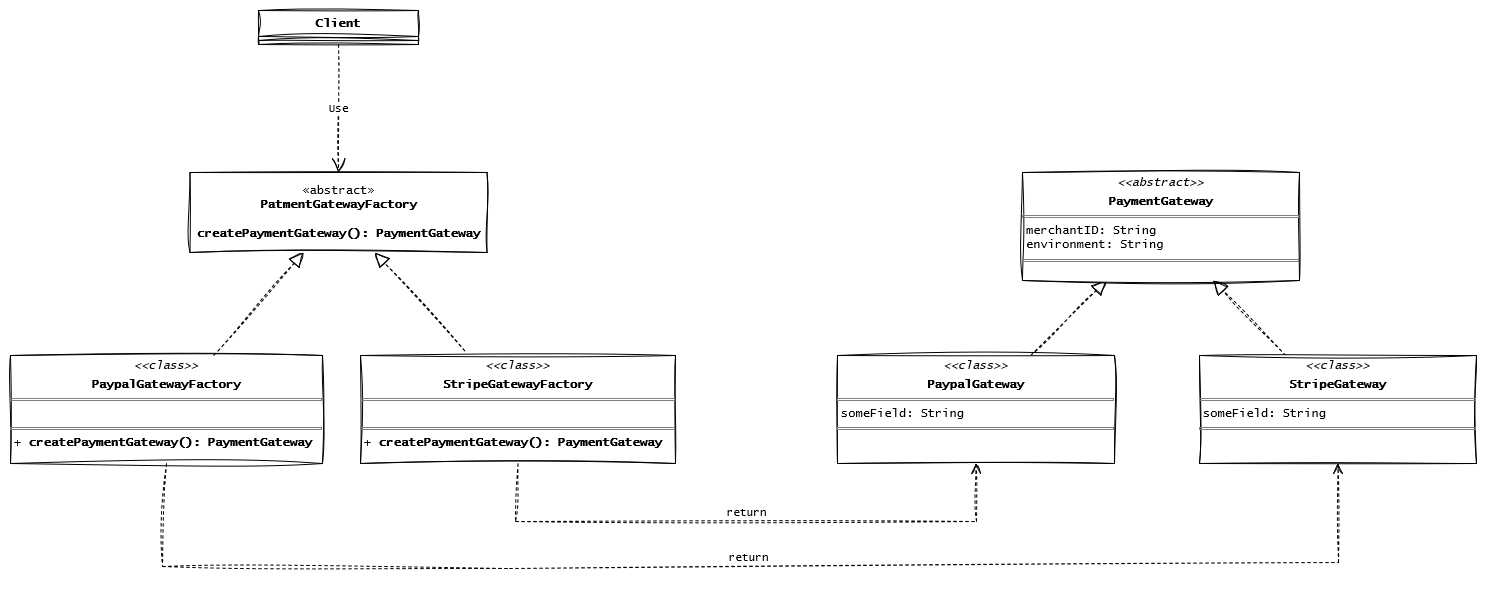 Client
Use
«abstract»
PatmentGatewayFactory
createPaymentGateway(): PaymentGateway
<<abstract>>
PaymentGateway
merchantID: String
environment: String
<<class>>
PaypalGatewayFactory
+ createPaymentGateway(): PaymentGateway
<<class>>
StripeGatewayFactory
+ createPaymentGateway(): PaymentGateway
<<class>>
PaypalGateway
someField: String
<<class>>
StripeGateway
someField: String
return
return